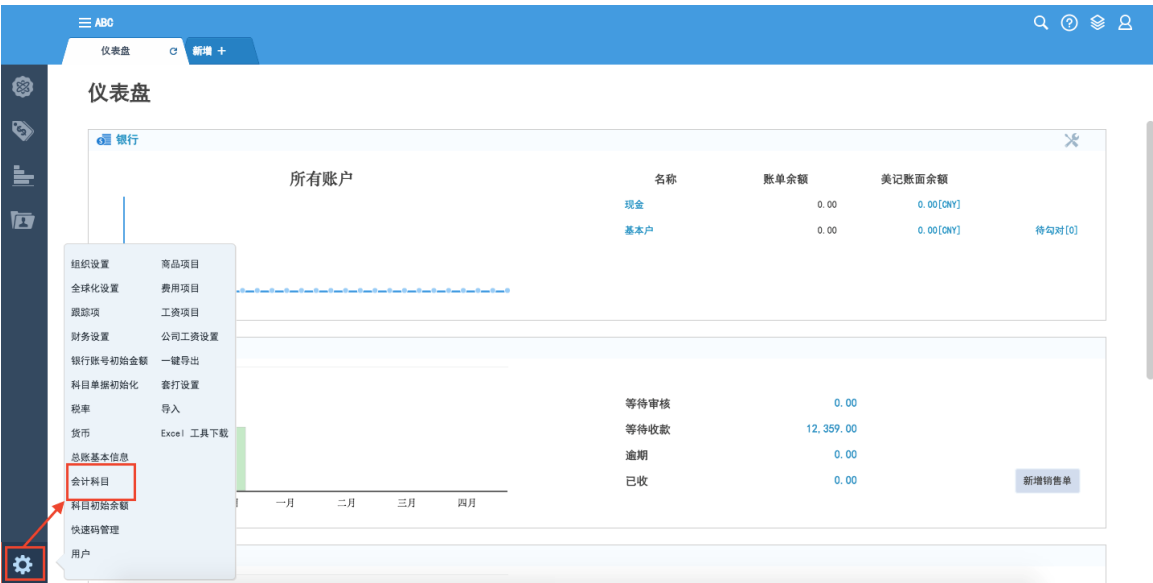 ABC
仪表盘
新增 +
仪表盘
银行
所有账户
名称 账单余额 美记账面余额
现金 0.00 0.00[CNY]
基本户 0.00 0.00[CNY] 待勾对[0]
组织设置 商品项目
全球化设置 费用项目
跟踪项 工资项目
财务设置 公司工资设置
银行账号初始金额 一键导出
科目单据初始化 套打设置
税率 导入
货币 Excel 工具下载
总账基本信息
会计科目
科目初始余额
快速码管理
用户
等待审核 0.00
等待收款 12,359.00
逾期 0.00
已收 0.00
新增销售单
一月 二月 三月 四月